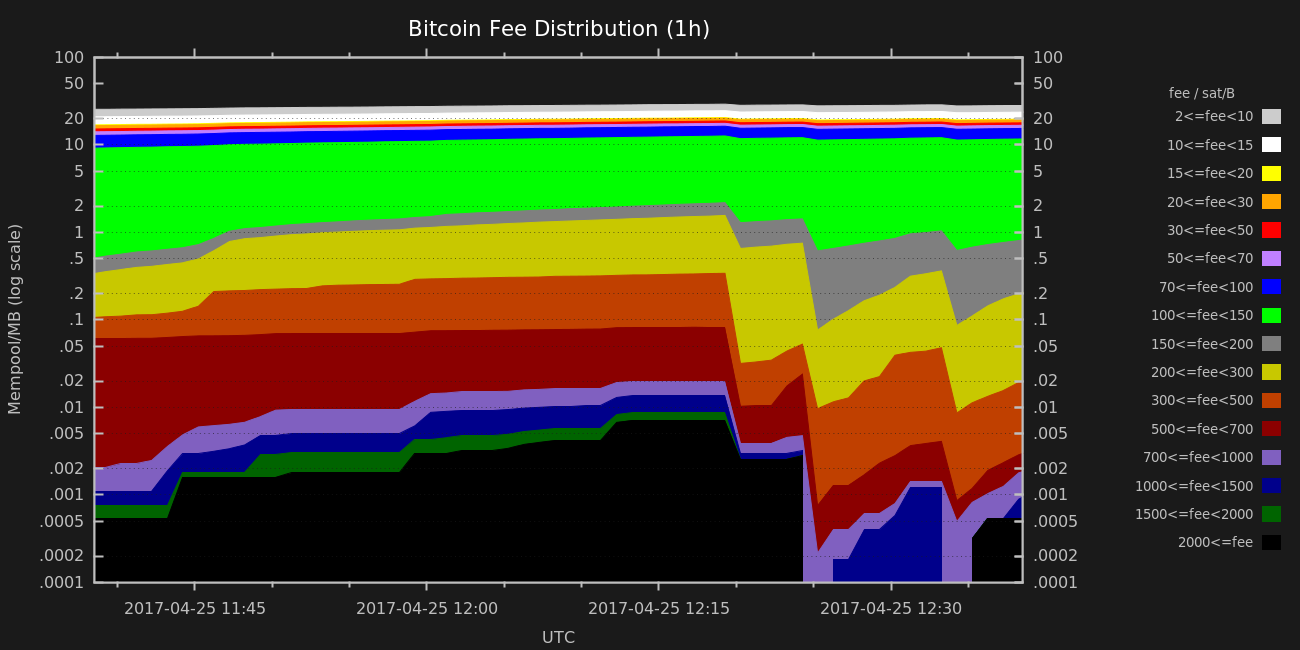 Bitcoin Fee Distribution (1h)
Mempool/MB (log scale)
100
50
20
10
5
2
1
.5
.2
.1
.05
.02
.01
.005
.002
.001
.0005
.0002
.0001
100
50
20
10
5
2
1
.5
.2
.1
.05
.02
.01
.005
.002
.001
.0005
.0002
.0001
2017-04-25 11:45
2017-04-25 12:00
2017-04-25 12:15
2017-04-25 12:30
UTC
fee / sat/B
2<=fee<10
10<=fee<15
15<=fee<20
20<=fee<30
30<=fee<50
50<=fee<70
70<=fee<100
100<=fee<150
150<=fee<200
200<=fee<300
300<=fee<500
500<=fee<700
700<=fee<1000
1000<=fee<1500
1500<=fee<2000
2000<=fee